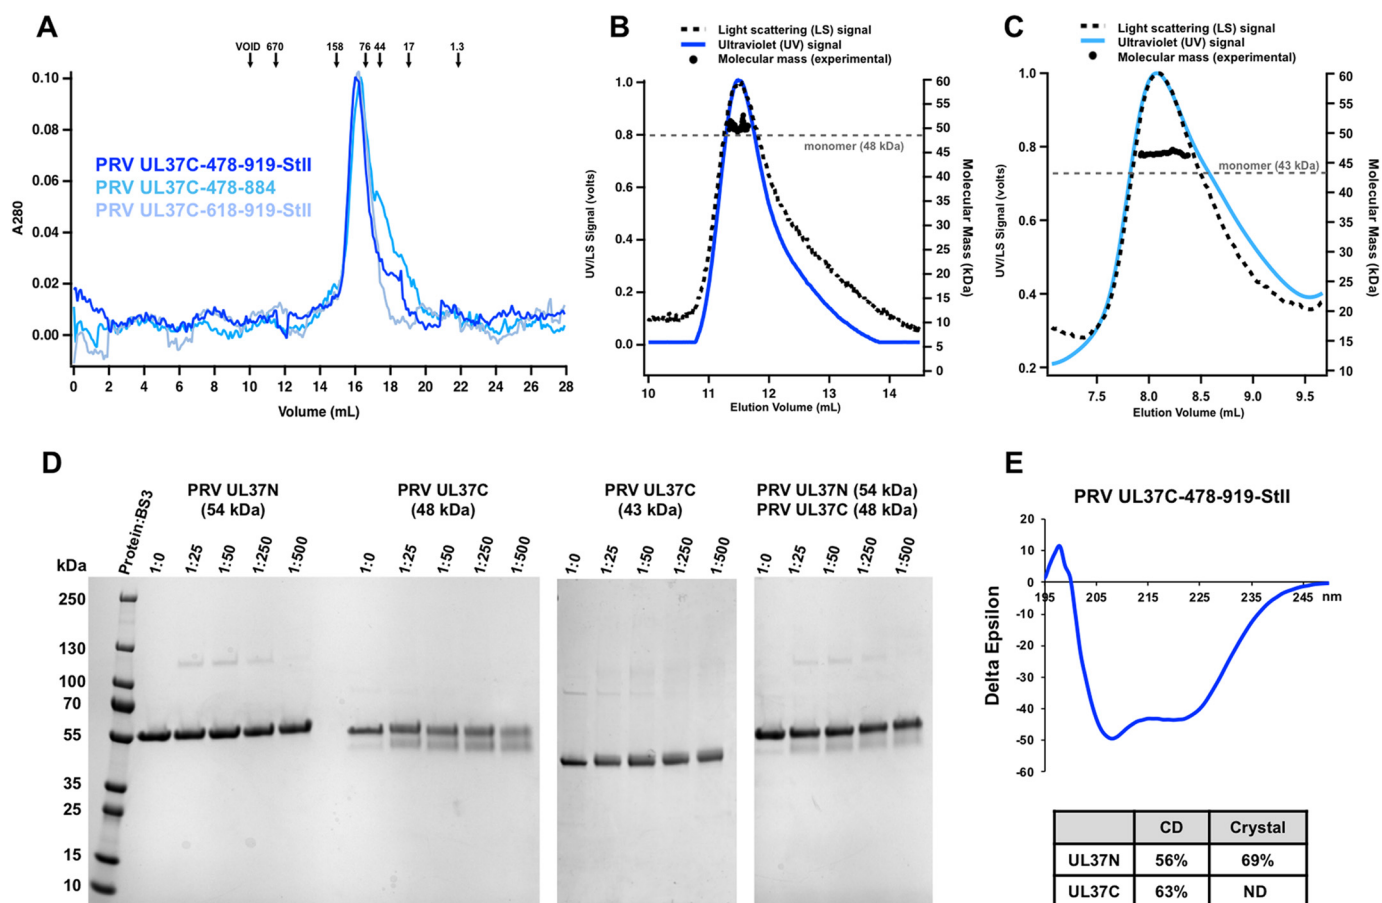 A
VOID 670 158 76 44 17 1.3
0.10
0.08
0.06
0.04
0.02
0.00
A280
PRV UL37C-478-919-StII
PRV UL37C-478-884
PRV UL37C-618-919-StII
0 2 4 6 8 10 12 14 16 18 20 22 24 26 28
Volume (mL)
B
Light scattering (LS) signal
Ultraviolet (UV) signal
Molecular mass (experimental)
1.0
0.8
0.6
0.4
0.2
0.0
UV/LS Signal (volts)
monomer (48 kDa)
60
55
50
45
40
35
30
25
20
15
10
5
0
Molecular Mass (kDa)
10 11 12 13 14
Elution Volume (mL)
C
Light scattering (LS) signal
Ultraviolet (UV) signal
Molecular mass (experimental)
1.0
0.8
0.6
0.4
0.2
UV/LS Signal (volts)
monomer (43 kDa)
60
55
50
45
40
35
30
25
20
15
10
Molecular Mass (kDa)
7.5 8.0 8.5 9.0 9.5
Elution Volume (mL)
D
PRV UL37N
(54 kDa)
PRV UL37C
(48 kDa)
PRV UL37C
(43 kDa)
PRV UL37N (54 kDa)
PRV UL37C (48 kDa)
Protein:BS3
1:0 1:25 1:50 1:250 1:500
1:0 1:25 1:50 1:250 1:500
1:0 1:25 1:50 1:250 1:500
1:0 1:25 1:50 1:250 1:500
kDa
250
130
100
70
55
35
25
15
10
E
PRV UL37C-478-919-StII
20
10
0
-10
-20
-30
-40
-50
-60
Delta Epsilon
195 205 215 225 235 245 nm
CD Crystal
UL37N 56% 69%
UL37C 63% ND